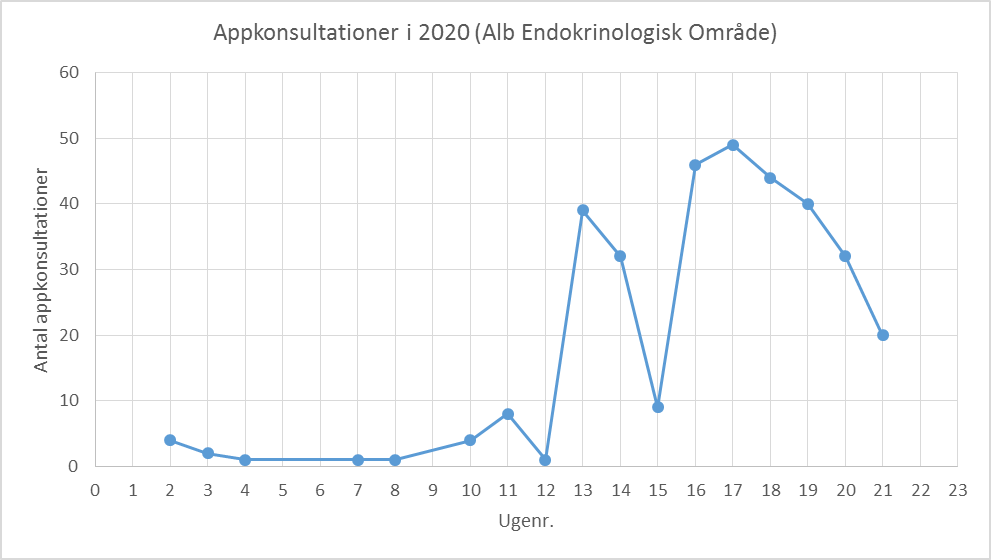 Appkonsultationer i 2020 (Alb Endokrinologisk Område)
Antal appkonsultationer
60
50
40
30
20
10
0
0 1 2 3 4 5 6 7 8 9 10 11 12 13 14 15 16 17 18 19 20 21 22 23
Ugenr.